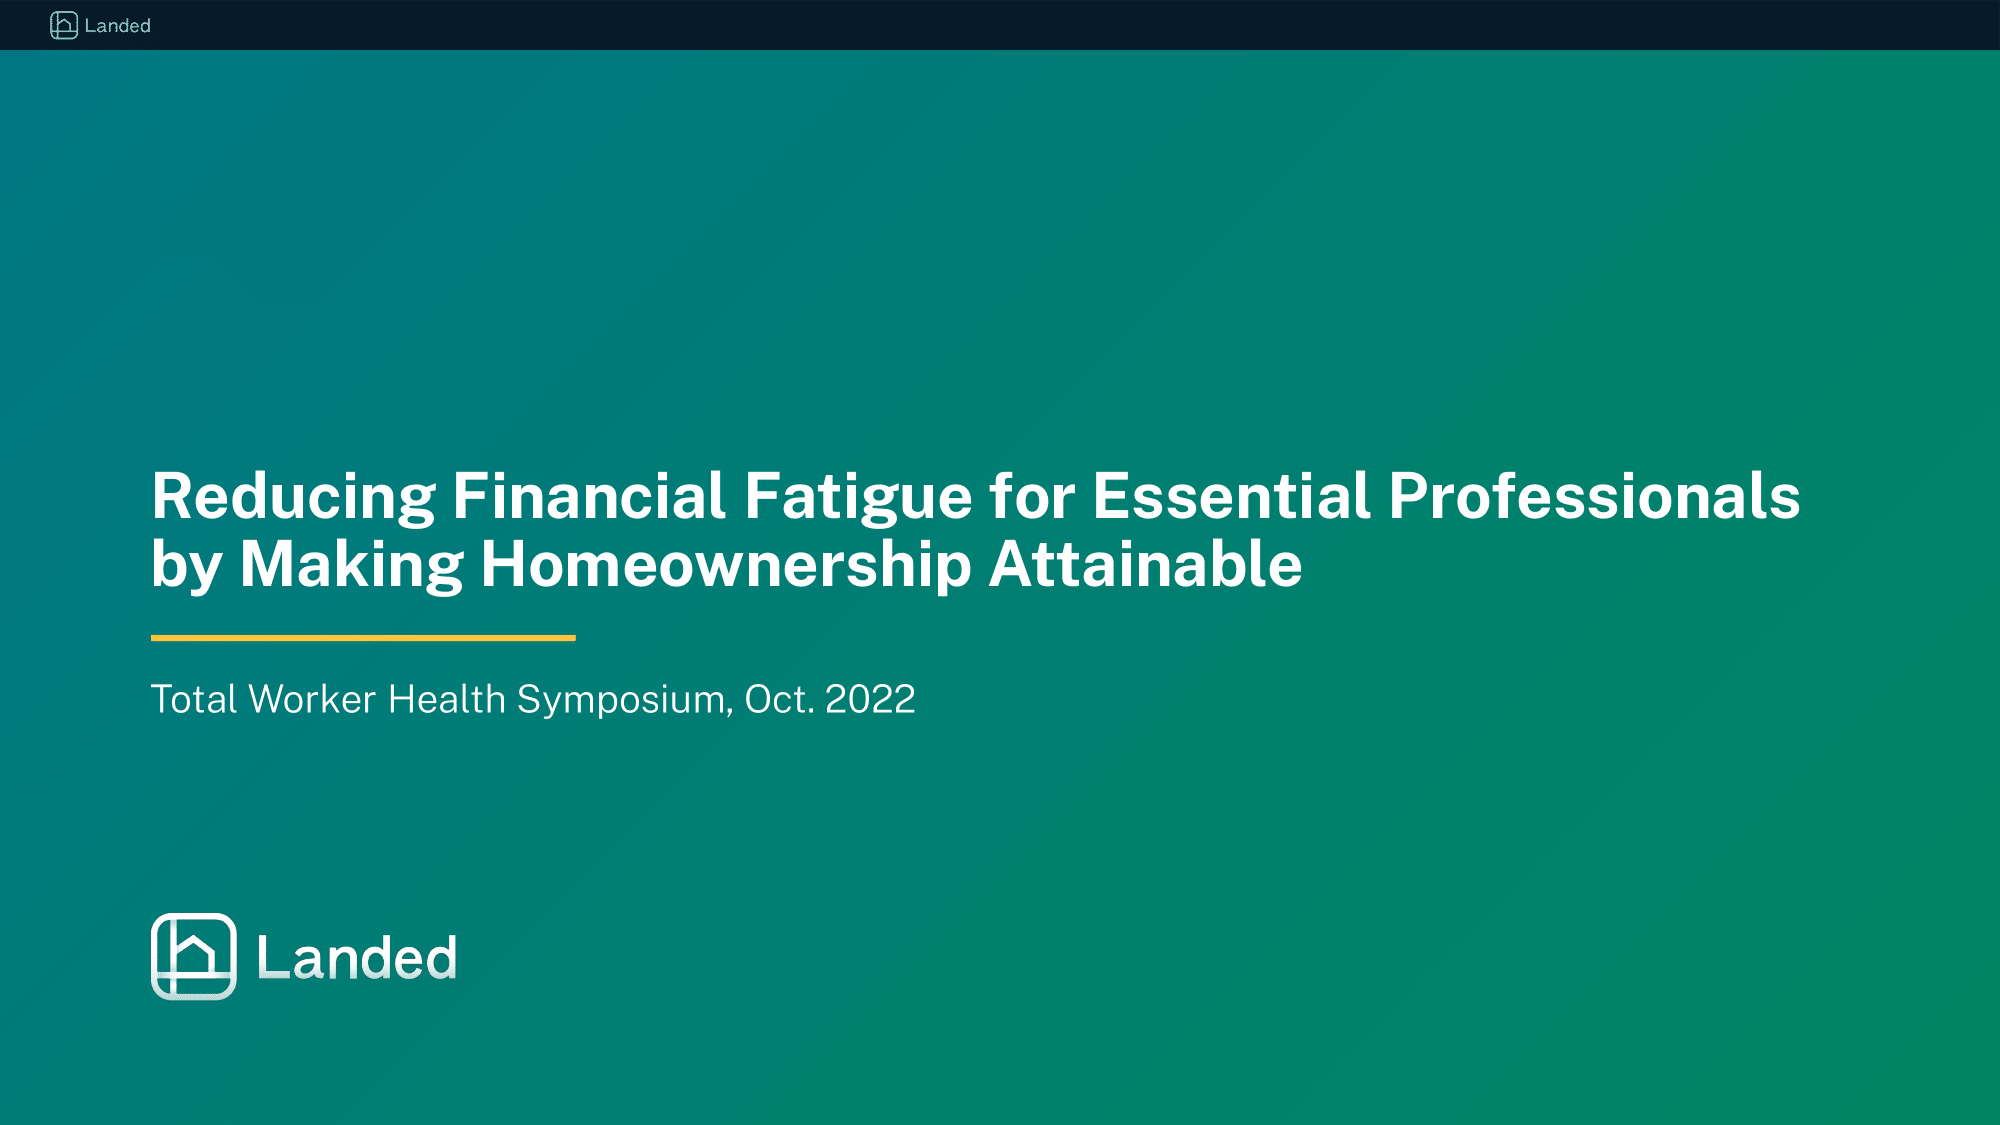 Landed
Reducing Financial Fatigue for Essential Professionals
by Making Homeownership Attainable
Total Worker Health Symposium, Oct. 2022
Landed